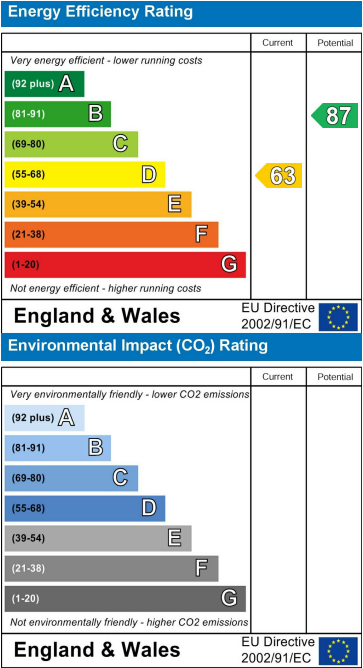 Energy Efficiency Rating
Current Potential
Very energy efficient - lower running costs
(92 plus) A
(81-91) B
87
(69-80) C
(55-68) D
63
(39-54) E
(21-38) F
(1-20) G
Not energy efficient - higher running costs
England & Wales
EU Directive
2002/91/EC
Environmental Impact (CO₂) Rating
Current Potential
Very environmentally friendly - lower CO2 emissions
(92 plus) A
(81-91) B
(69-80) C
(55-68) D
(39-54) E
(21-38) F
(1-20) G
Not environmentally friendly - higher CO2 emissions
England & Wales
EU Directive
2002/91/EC